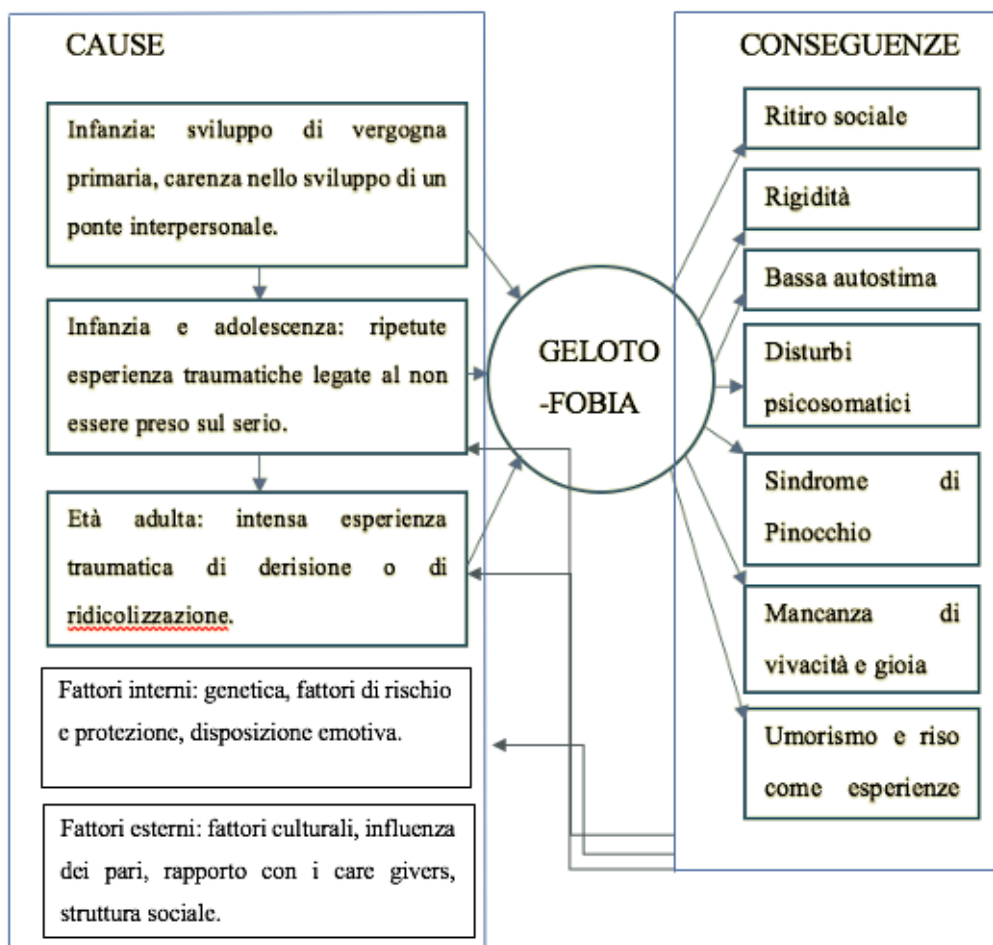 CAUSE
Infanzia: sviluppo di vergogna
primaria, carenza nello sviluppo di un
ponte interpersonale.
Infanzia e adolescenza: ripetute
esperienza traumatiche legate al non
essere preso sul serio.
Età adulta: intensa esperienza
traumatica di derisione o di
ridicolizzazione.
Fattori interni: genetica, fattori di rischio
e protezione, disposizione emotiva.
Fattori esterni: fattori culturali, influenza
dei pari, rapporto con i care givers,
struttura sociale.
GELOTO
-FOBIA
CONSEGUENZE
Ritiro sociale
Rigidità
Bassa autostima
Disturbi
psicosomatici
Sindrome di
Pinocchio
Mancanza di
vivacità e gioia
Umorismo e riso
come esperienze